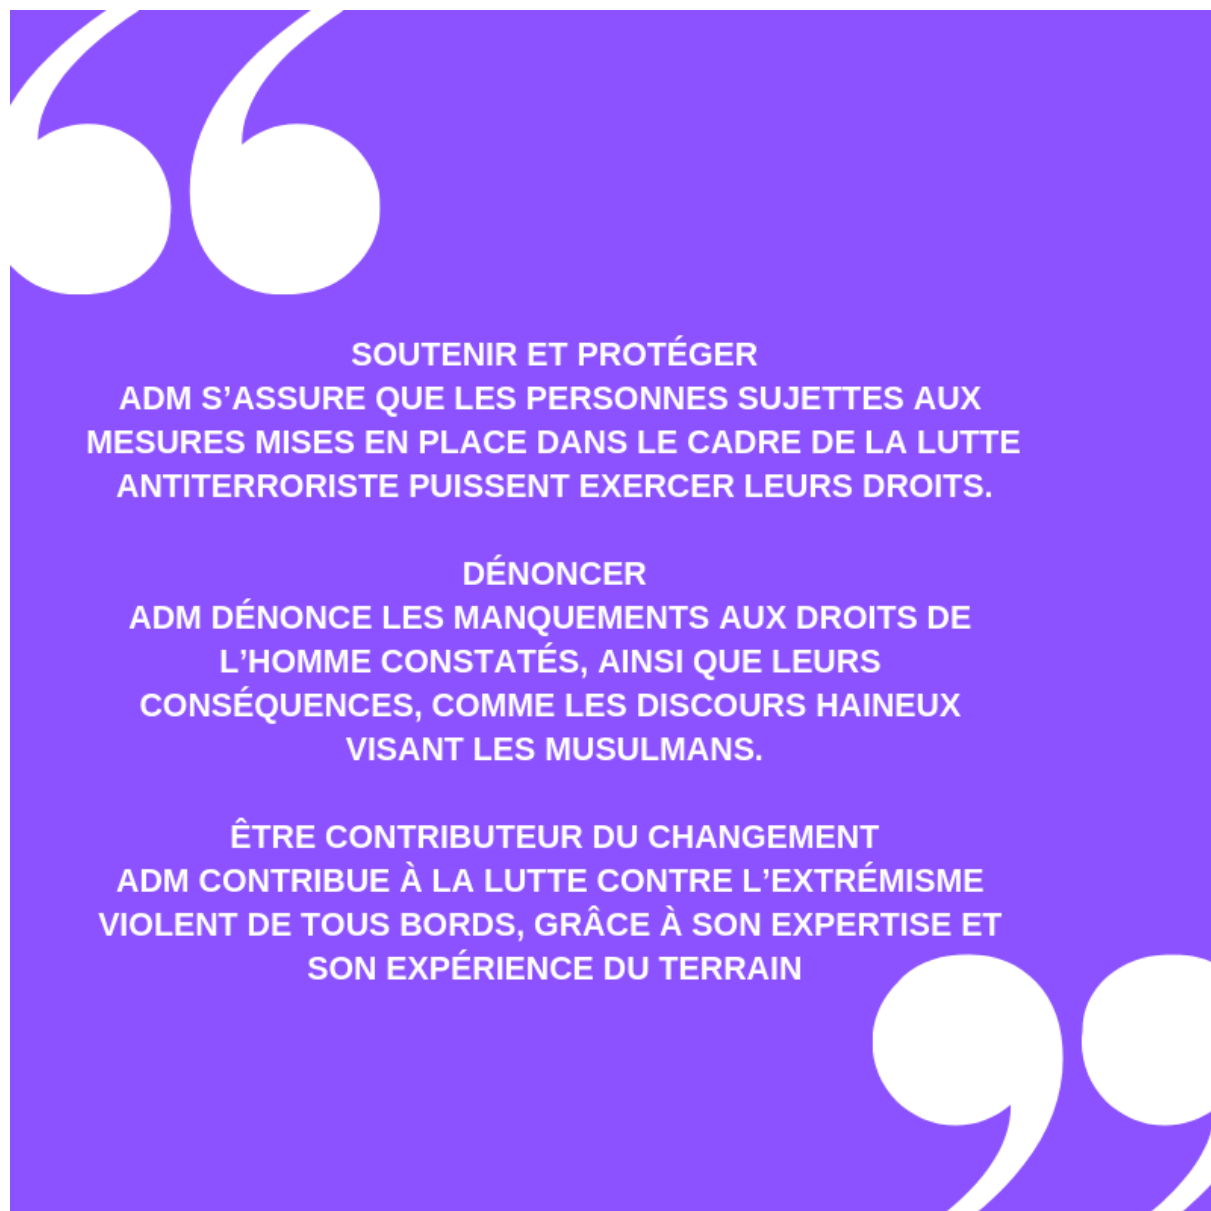 SOUTENIR ET PROTÉGER
ADM S’ASSURE QUE LES PERSONNES SUJETTES AUX
MESURES MISES EN PLACE DANS LE CADRE DE LA LUTTE
ANTITERRORISTE PUISSENT EXERCER LEURS DROITS.
DÉNONCER
ADM DÉNONCE LES MANQUEMENTS AUX DROITS DE
L’HOMME CONSTATÉS, AINSI QUE LEURS
CONSÉQUENCES, COMME LES DISCOURS HAINEUX
VISANT LES MUSULMANS.
ÊTRE CONTRIBUTEUR DU CHANGEMENT
ADM CONTRIBUE À LA LUTTE CONTRE L’EXTRÉMISME
VIOLENT DE TOUS BORDS, GRÂCE À SON EXPERTISE ET
SON EXPÉRIENCE DU TERRAIN